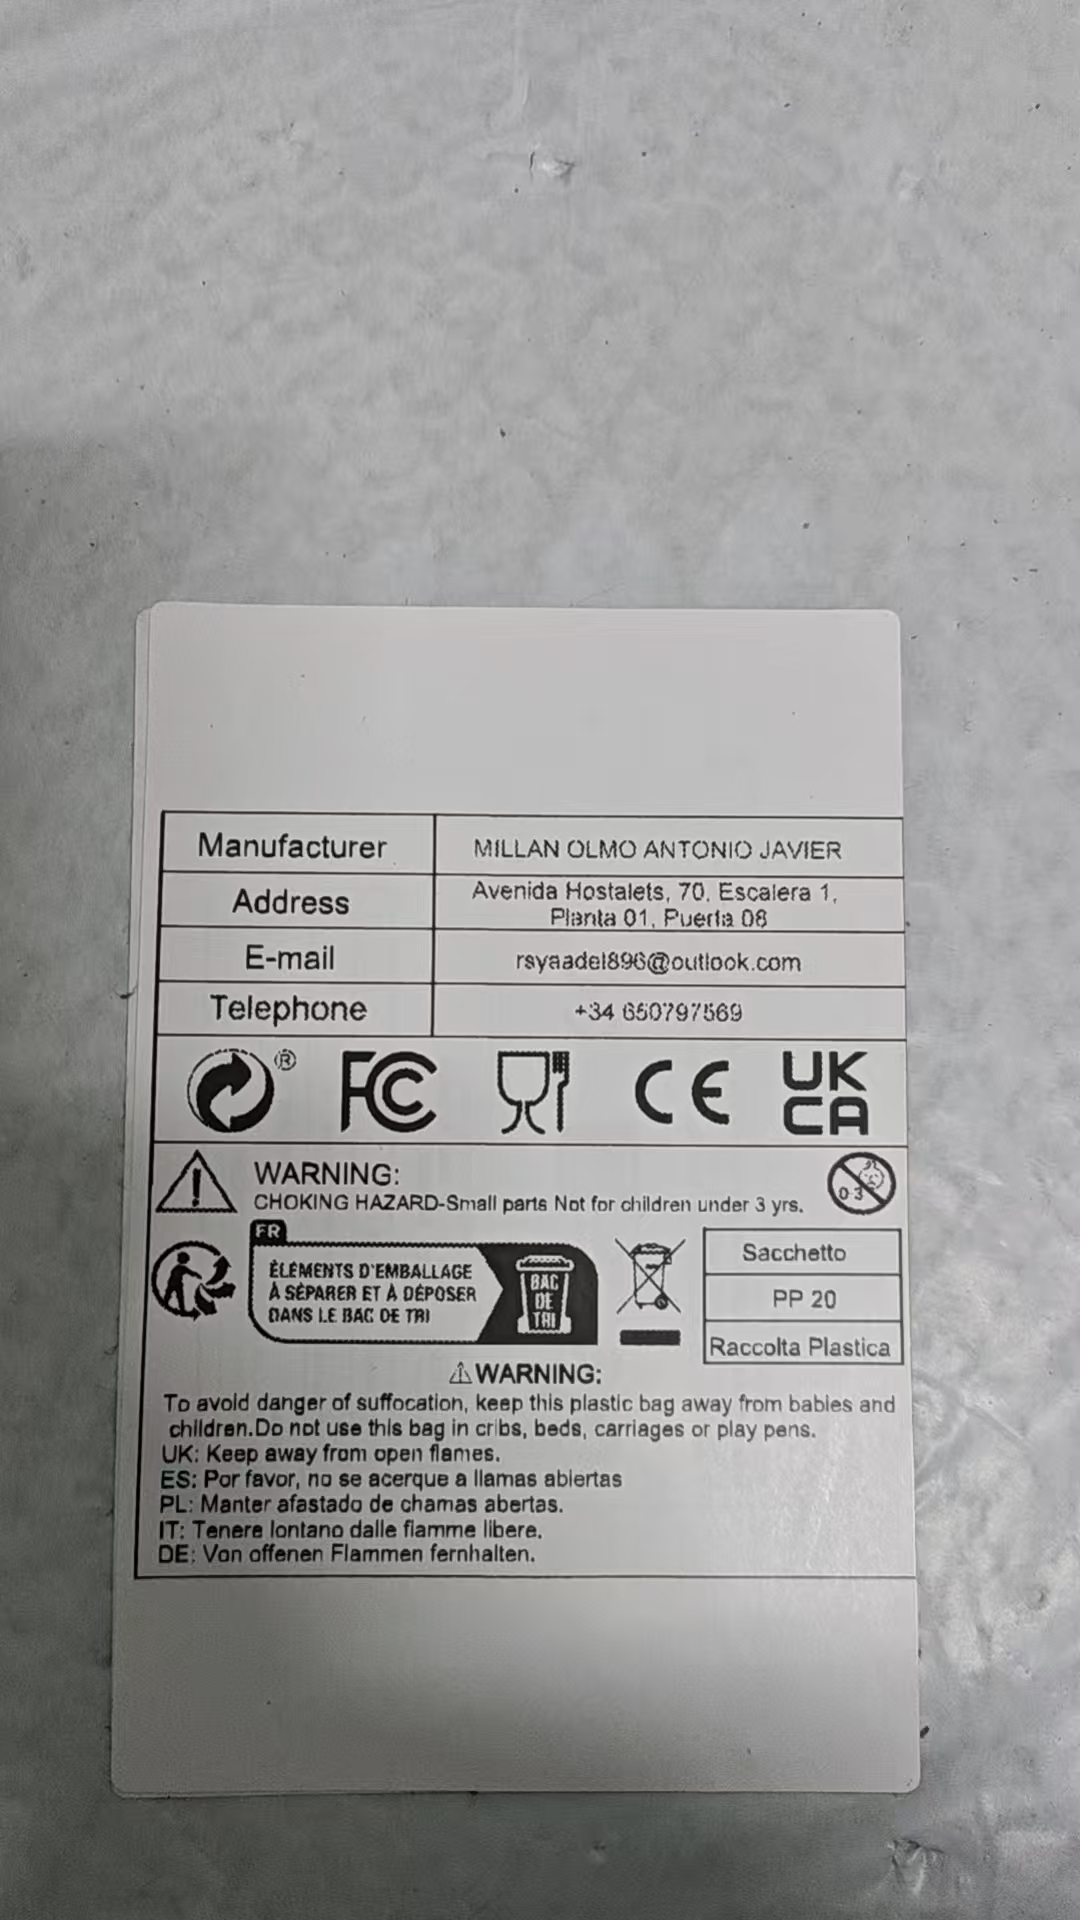 Manufacturer MILLAN OLMO ANTONIO JAVIER
Address Avenida Hostalets, 70, Escalera 1,
Planta 01, Puerta 08
E-mail rsyaadel896@outlook.com
Telephone +34 650797569
® FC CE UK
CA
WARNING:
CHOKING HAZARD-Small parts Not for children under 3 yrs.
0-3
FR
ÉLÉMENTS D'EMBALLAGE
À SÉPARER ET À DÉPOSER
DANS LE BAC DE TRI
BAC
DE
TRI
Sacchetto
PP 20
Raccolta Plastica
WARNING:
To avoid danger of suffocation, keep this plastic bag away from babies and
children.Do not use this bag in cribs, beds, carriages or play pens.
UK: Keep away from open flames.
ES: Por favor, no se acerque a llamas abiertas
PL: Manter afastado de chamas abertas.
IT: Tenere lontano dalle fiamme libere.
DE: Von offenen Flammen fernhalten.